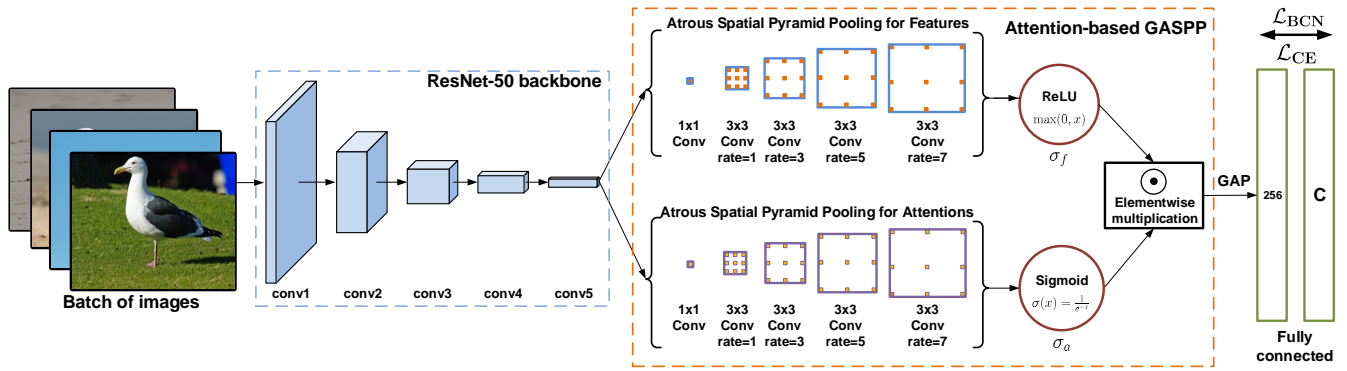 Batch of images
ResNet-50 backbone
conv1 conv2 conv3 conv4 conv5
Attention-based GASPP
Atrous Spatial Pyramid Pooling for Features
1x1 3x3 3x3 3x3 3x3
Conv Conv Conv Conv Conv
rate=1 rate=3 rate=5 rate=7
ReLU
max(0, x)
σ_f
Atrous Spatial Pyramid Pooling for Attentions
1x1 3x3 3x3 3x3 3x3
Conv Conv Conv Conv Conv
rate=1 rate=3 rate=5 rate=7
Sigmoid
σ(x) = 1/e^{-x}
σ_a
Elementwise
multiplication
GAP
ℒ_BCN
ℒ_CE
256
C
Fully
connected